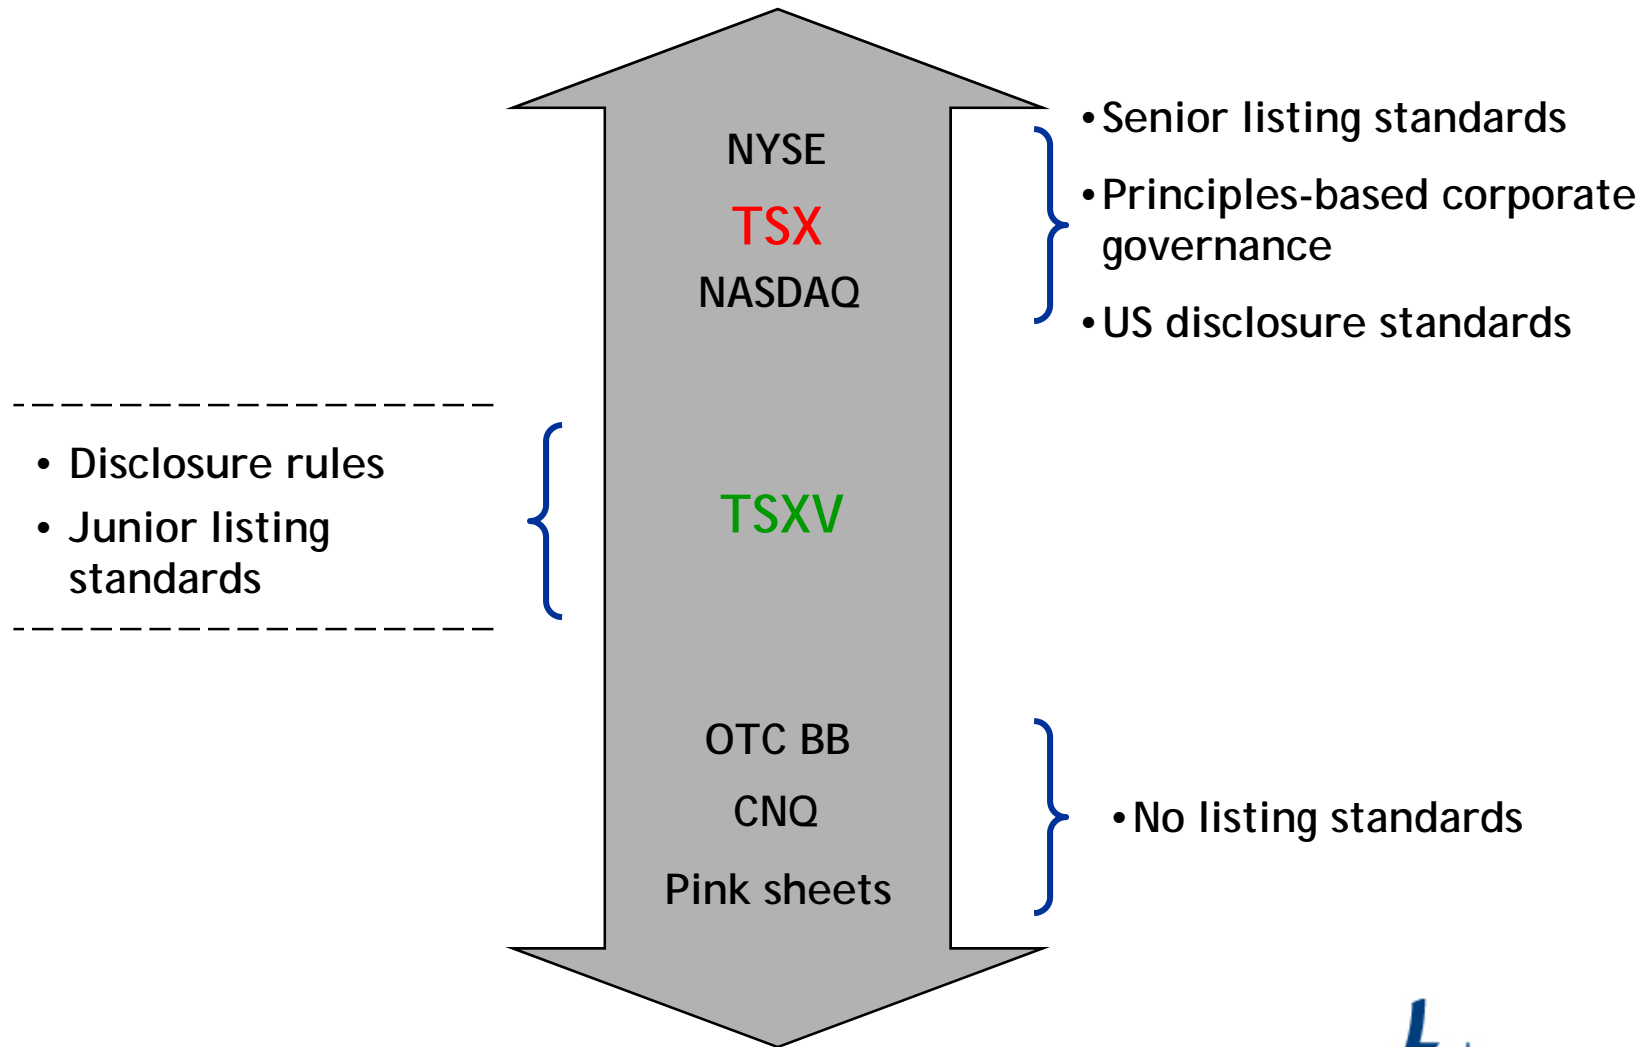 NYSE
TSX
NASDAQ
• Senior listing standards
• Principles-based corporate
governance
• US disclosure standards
• Disclosure rules
• Junior listing
standards
TSXV
OTC BB
CNQ
Pink sheets
• No listing standards